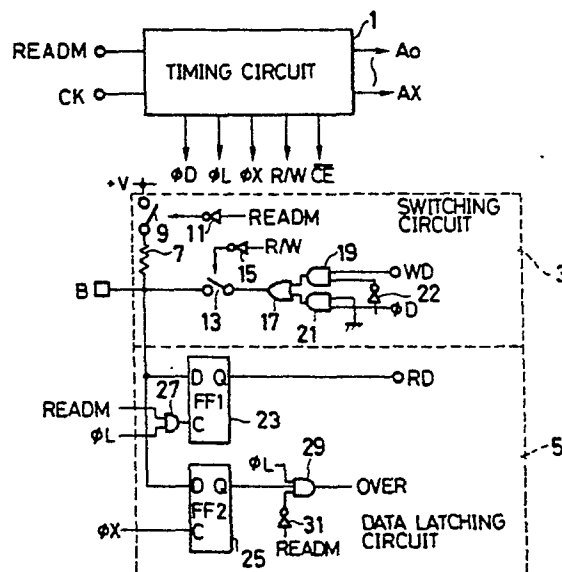 1
READM
TIMING CIRCUIT
Ao
CK
AX
φD φL φX R/W C̅E̅
+V
9
11
READM
SWITCHING
CIRCUIT
7
15
R/W
19
WD
3
B
13
17
22
21
φD
D Q
RD
READM
27
FF1
φL
C
23
φL
29
D Q
OVER
FF2
31
φX
C
25
READM
DATA LATCHING
CIRCUIT
5